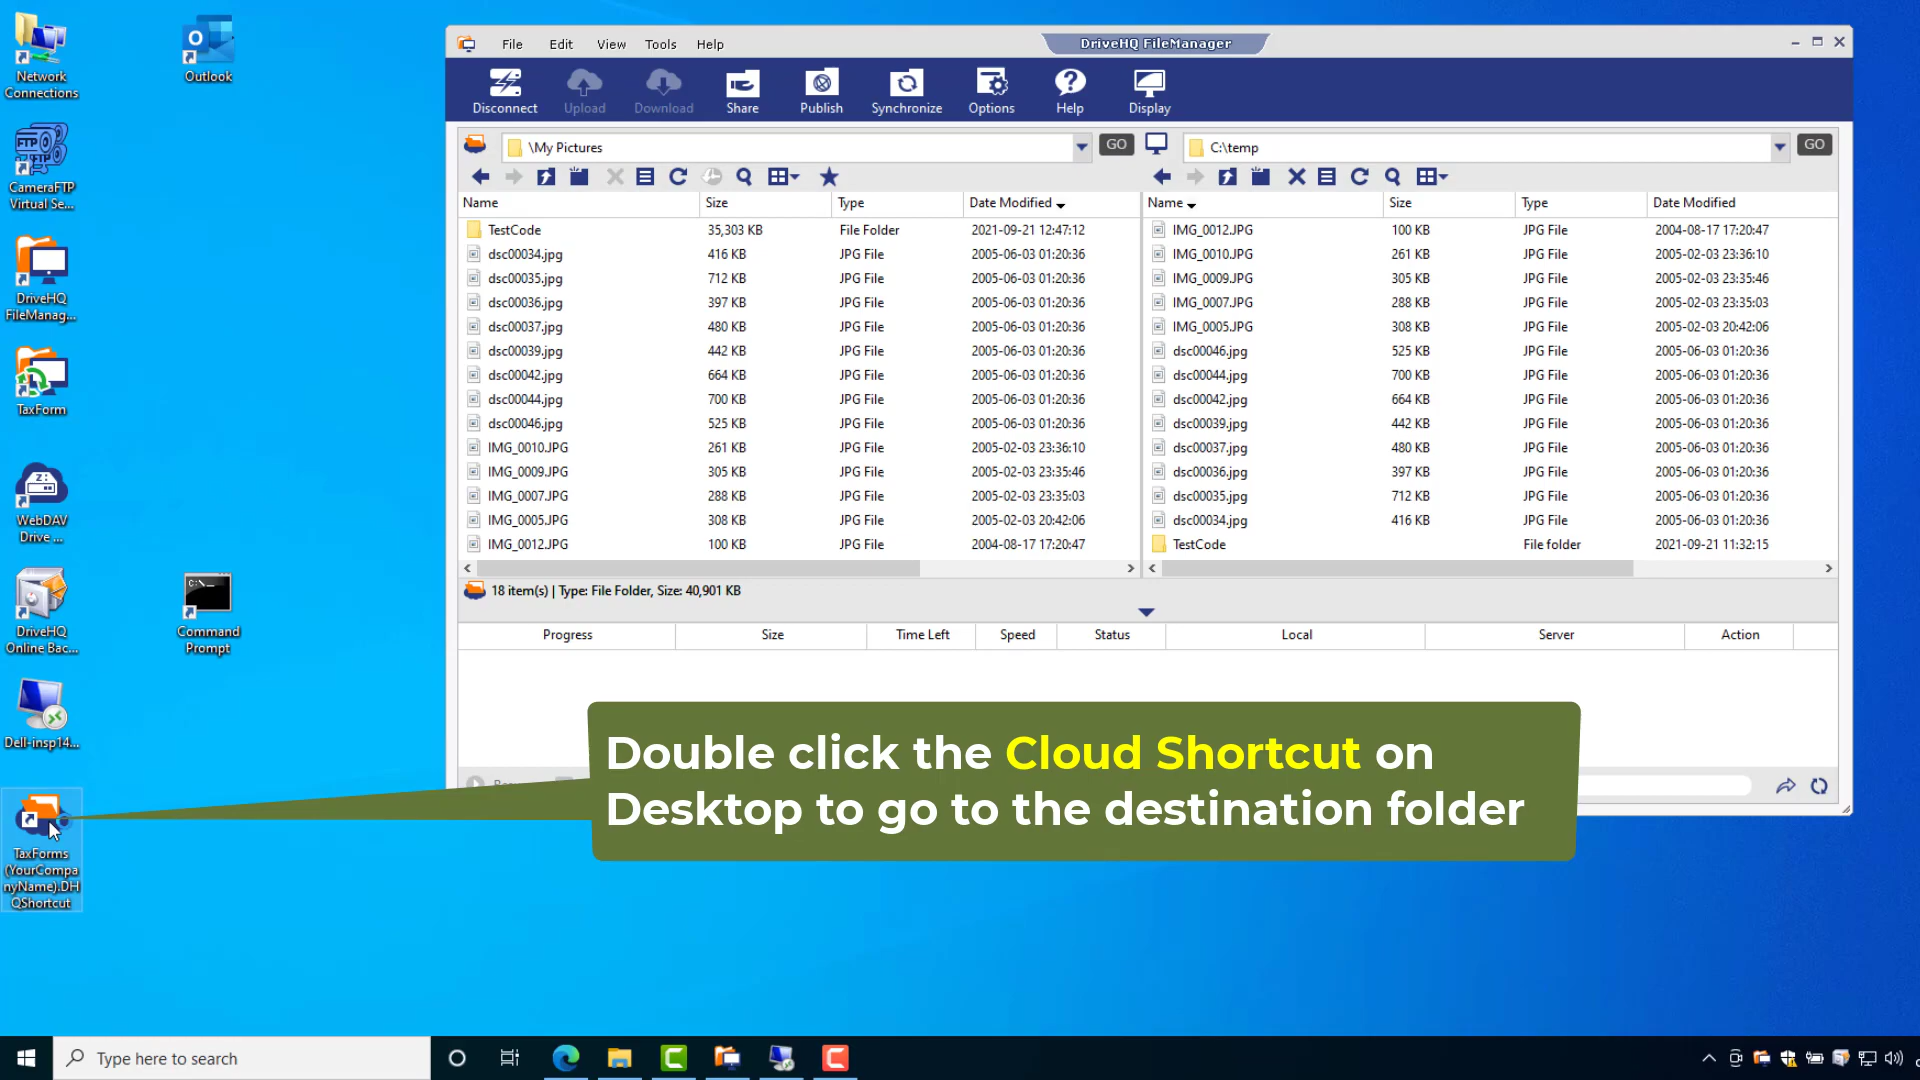 Network
Connections
Outlook
CameraFTP
Virtual Se...
DriveHQ
FileManag...
TaxForm
WebDAV
Drive ...
DriveHQ
Online Bac...
Command
Prompt
Dell-insp14...
TaxForms
(YourCompa
nyName).DH
QShortcut
File Edit View Tools Help
DriveHQ FileManager
Disconnect Upload Download Share Publish Synchronize Options Help Display
\My Pictures GO
C:\temp GO
Name Size Type Date Modified
TestCode 35,303 KB File Folder 2021-09-21 12:47:12
dsc00034.jpg 416 KB JPG File 2005-06-03 01:20:36
dsc00035.jpg 712 KB JPG File 2005-06-03 01:20:36
dsc00036.jpg 397 KB JPG File 2005-06-03 01:20:36
dsc00037.jpg 480 KB JPG File 2005-06-03 01:20:36
dsc00039.jpg 442 KB JPG File 2005-06-03 01:20:36
dsc00042.jpg 664 KB JPG File 2005-06-03 01:20:36
dsc00044.jpg 700 KB JPG File 2005-06-03 01:20:36
dsc00046.jpg 525 KB JPG File 2005-06-03 01:20:36
IMG_0010.JPG 261 KB JPG File 2005-02-03 23:36:10
IMG_0009.JPG 305 KB JPG File 2005-02-03 23:35:46
IMG_0007.JPG 288 KB JPG File 2005-02-03 23:35:03
IMG_0005.JPG 308 KB JPG File 2005-02-03 20:42:06
IMG_0012.JPG 100 KB JPG File 2004-08-17 17:20:47
Name Size Type Date Modified
IMG_0012.JPG 100 KB JPG File 2004-08-17 17:20:47
IMG_0010.JPG 261 KB JPG File 2005-02-03 23:36:10
IMG_0009.JPG 305 KB JPG File 2005-02-03 23:35:46
IMG_0007.JPG 288 KB JPG File 2005-02-03 23:35:03
IMG_0005.JPG 308 KB JPG File 2005-02-03 20:42:06
dsc00046.jpg 525 KB JPG File 2005-06-03 01:20:36
dsc00044.jpg 700 KB JPG File 2005-06-03 01:20:36
dsc00042.jpg 664 KB JPG File 2005-06-03 01:20:36
dsc00039.jpg 442 KB JPG File 2005-06-03 01:20:36
dsc00037.jpg 480 KB JPG File 2005-06-03 01:20:36
dsc00036.jpg 397 KB JPG File 2005-06-03 01:20:36
dsc00035.jpg 712 KB JPG File 2005-06-03 01:20:36
dsc00034.jpg 416 KB JPG File 2005-06-03 01:20:36
TestCode File folder 2021-09-21 11:32:15
18 item(s) | Type: File Folder, Size: 40,901 KB
Progress Size Time Left Speed Status Local Server Action
Double click the Cloud Shortcut on
Desktop to go to the destination folder
Type here to search